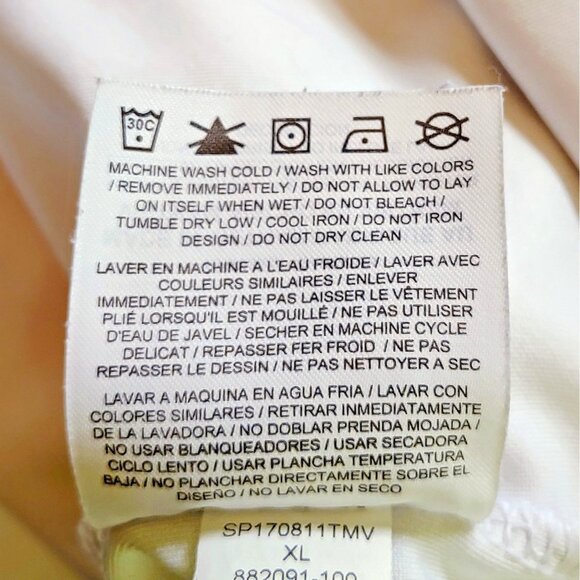 30C
MACHINE WASH COLD / WASH WITH LIKE COLORS
/ REMOVE IMMEDIATELY / DO NOT ALLOW TO LAY
ON ITSELF WHEN WET / DO NOT BLEACH /
TUMBLE DRY LOW / COOL IRON / DO NOT IRON
DESIGN / DO NOT DRY CLEAN
LAVER EN MACHINE A L'EAU FROIDE / LAVER AVEC
COULEURS SIMILAIRES / ENLEVER
IMMEDIATEMENT / NE PAS LAISSER LE VÊTEMENT
PLIÉ LORSQU'IL EST MOUILLÉ / NE PAS UTILISER
D'EAU DE JAVEL / SECHER EN MACHINE CYCLE
DELICAT / REPASSER FER FROID / NE PAS
REPASSER LE DESSIN / NE PAS NETTOYER A SEC
LAVAR A MAQUINA EN AGUA FRIA / LAVAR CON
COLORES SIMILARES / RETIRAR INMEDIATAMENTE
DE LA LAVADORA / NO DOBLAR PRENDA MOJADA /
NO USAR BLANQUEADORES / USAR SECADORA
CICLO LENTO / USAR PLANCHA TEMPERATURA
BAJA / NO PLANCHAR DIRECTAMENTE SOBRE EL
DISEÑO / NO LAVAR EN SECO
SP170811TMV
XL
882091-100